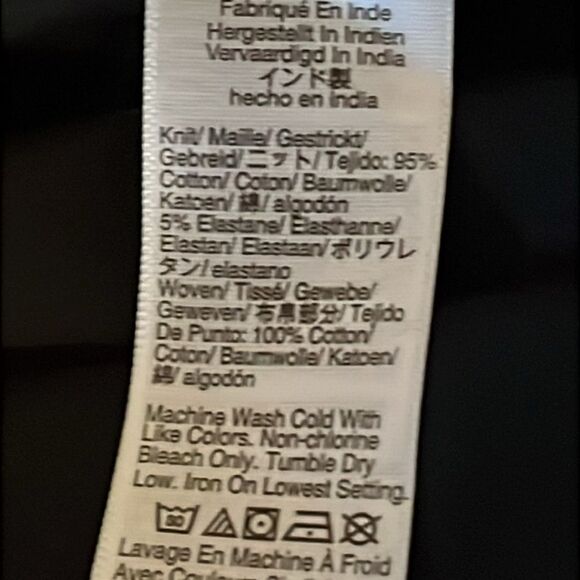 Fabriqué En Inde
Hergestellt In Indien
Vervaardigd In India
インド製
hecho en India
Knit/ Maille/ Gestrickt/
Gebreid/ニット/Tejido: 95%
Cotton/ Coton/ Baumwolle/
Katoen/ 綿/ algodón
5% Elastane/ Elasthanne/
Elastan/ Elastaan/ポリウレ
タン/elastano
Woven/ Tissé/ Gewebe/
Geweven/布帛部分/Tejido
De Punto: 100% Cotton/
Coton/ Baumwolle/ Katoen/
綿/ algodón
Machine Wash Cold With
Like Colors. Non-chlorine
Bleach Only. Tumble Dry
Low. Iron On Lowest Setting.
30
Lavage En Machine À Froid
Avec Couleurs